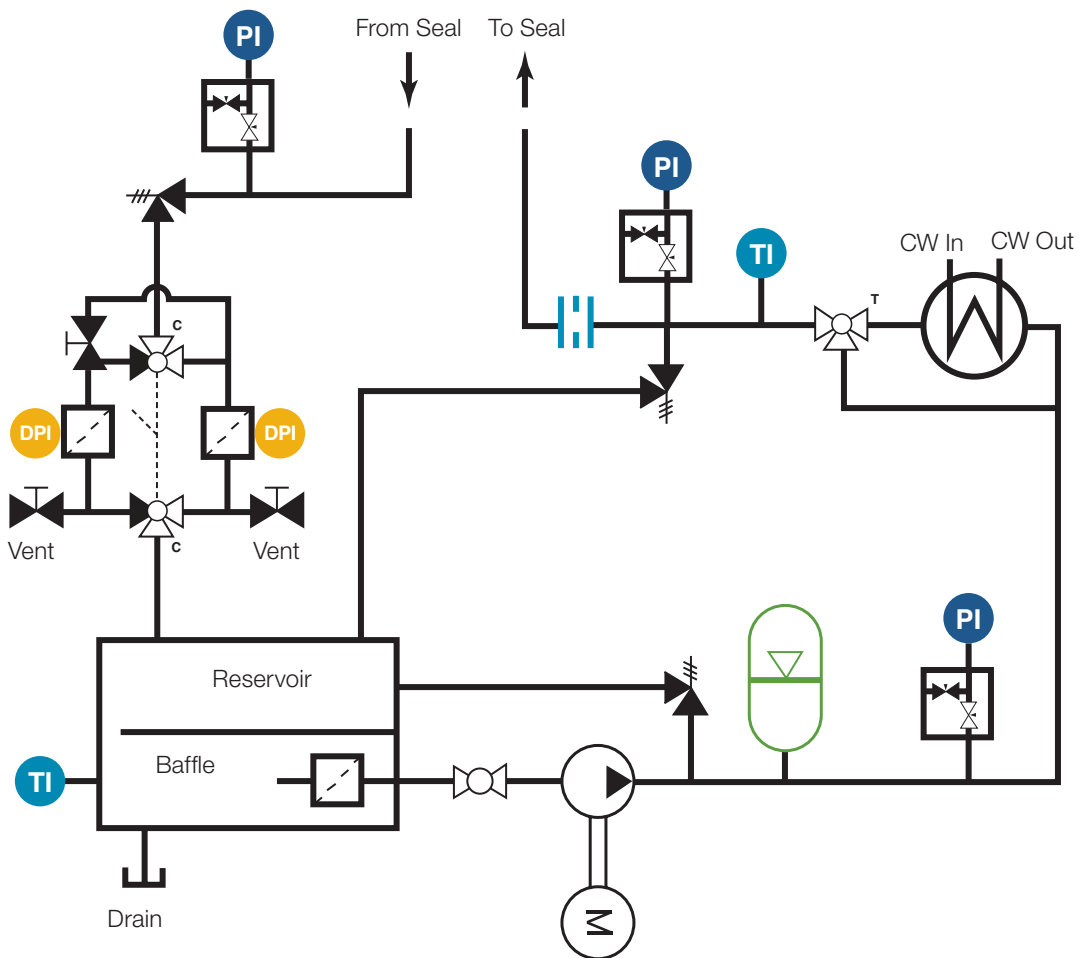 PI
From Seal
To Seal
PI
TI
CW In
CW Out
T
C
DPI
DPI
C
Vent
Vent
PI
Reservoir
Baffle
TI
Drain
M